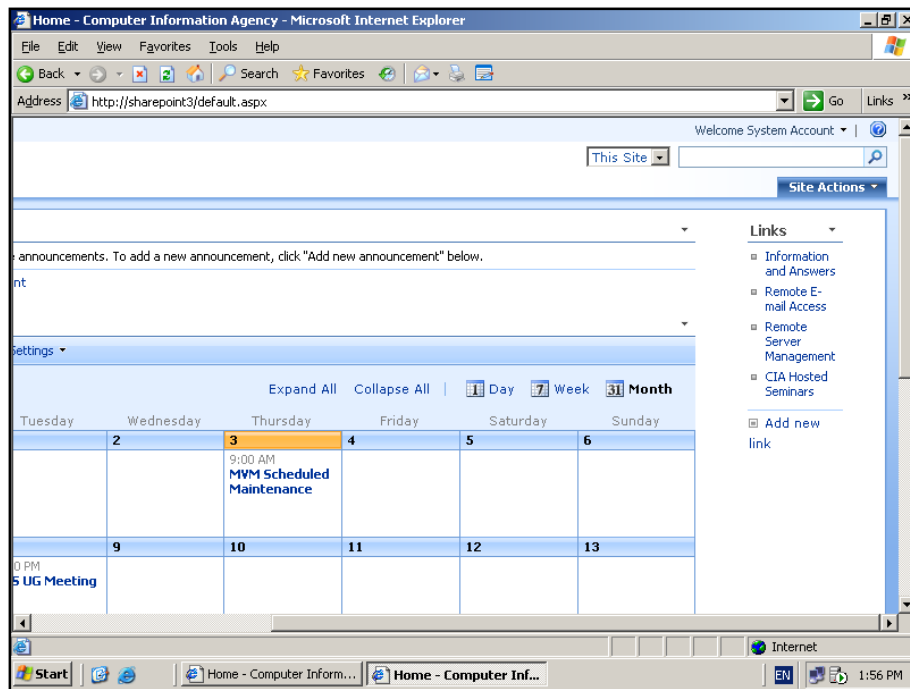 Home - Computer Information Agency - Microsoft Internet Explorer
File Edit View Favorites Tools Help
Back Search Favorites
Address http://sharepoint3/default.aspx Go Links
Welcome System Account
This Site
Site Actions
announcements. To add a new announcement, click "Add new announcement" below.
nt
Settings
Expand All Collapse All | 1 Day 7 Week 31 Month
Tuesday Wednesday Thursday Friday Saturday Sunday
2 3 4 5 6
9:00 AM
MVM Scheduled
Maintenance
9 10 11 12 13
0 PM
5 UG Meeting
Links
Information
and Answers
Remote E-
mail Access
Remote
Server
Management
CIA Hosted
Seminars
Add new
link
Internet
Start Home - Computer Inform... Home - Computer Inf... EN 1:56 PM